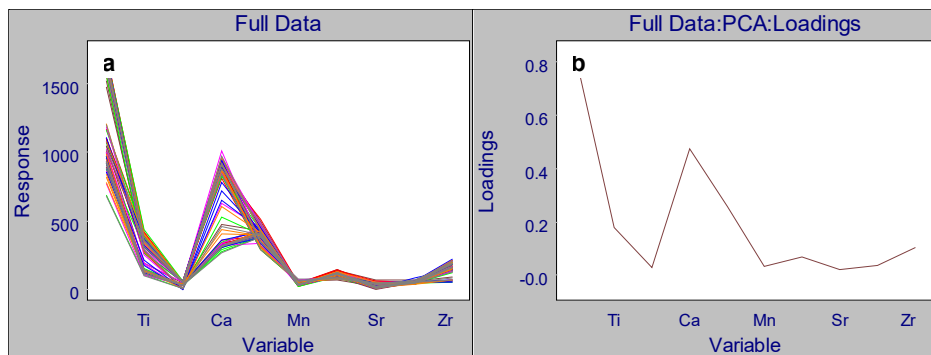 Full Data
a
1500
1000
500
0
Response
Ti
Ca
Mn
Sr
Zr
Variable
Full Data:PCA:Loadings
b
0.8
0.6
0.4
0.2
-0.0
Loadings
Ti
Ca
Mn
Sr
Zr
Variable